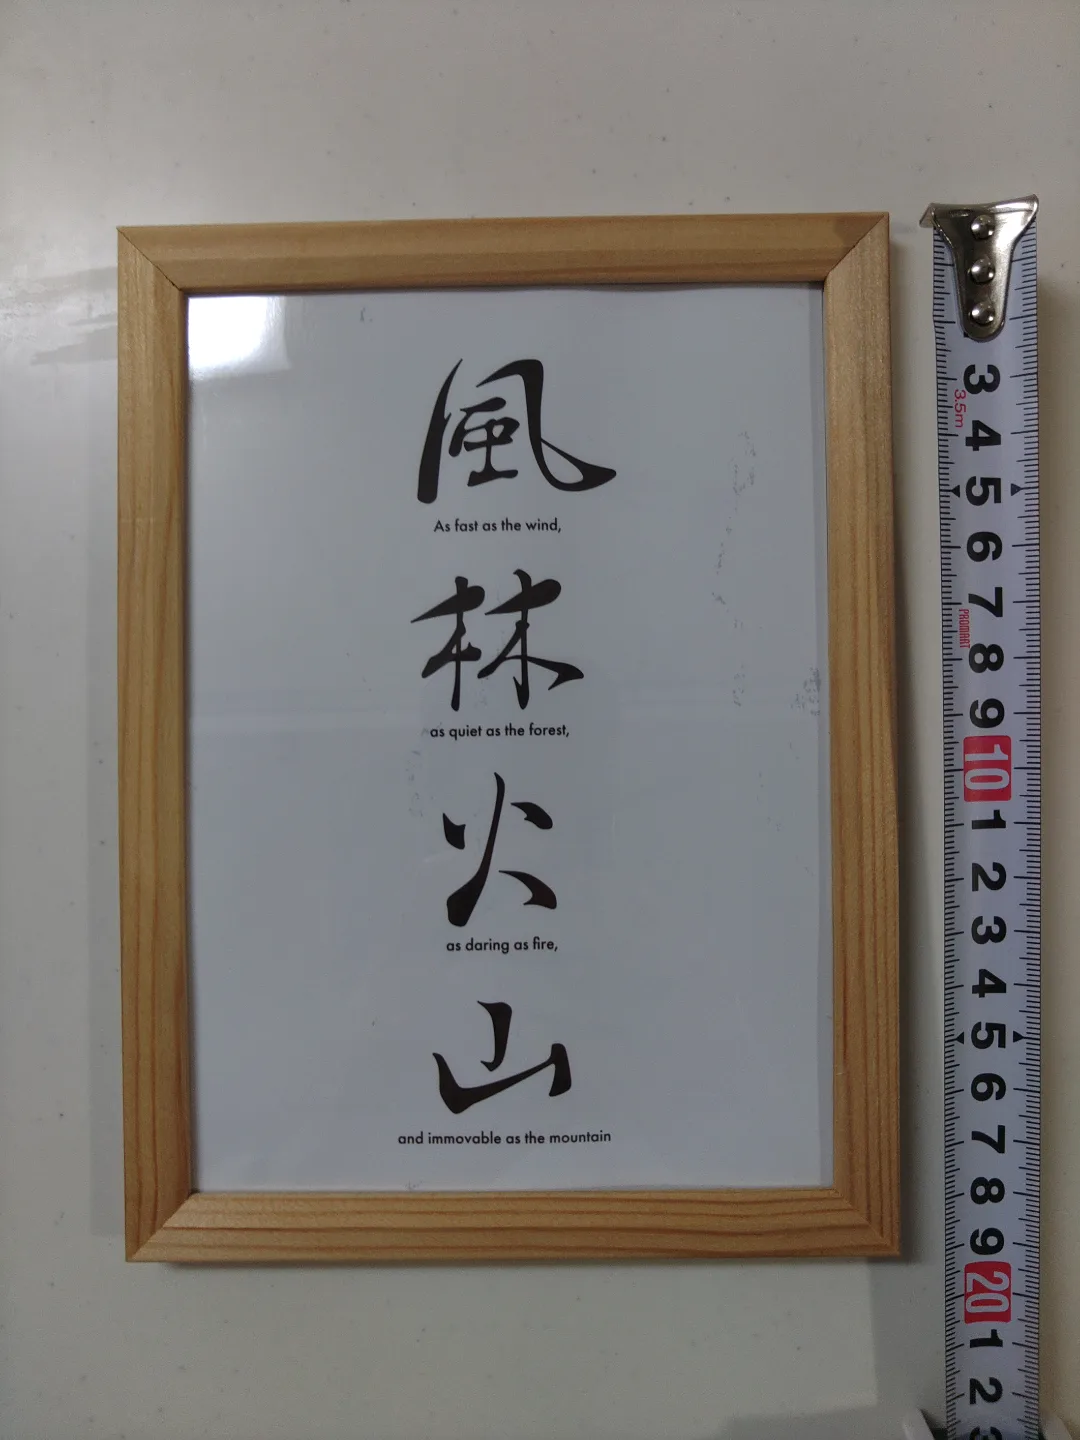 風
As fast as the wind,
林
as quiet as the forest,
火
as daring as fire,
山
and immovable as the mountain
3
3.5m
4
5
6
7
PROMART
8
9
10
1
2
3
4
5
6
7
8
9
20
1
2